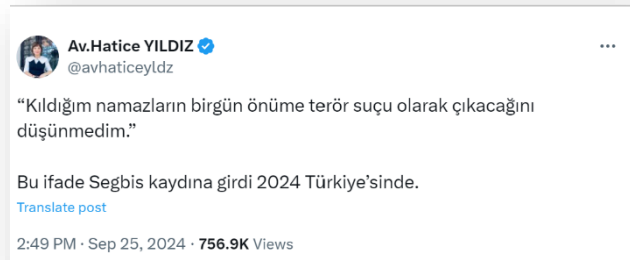 Av.Hatice YILDIZ
@avhaticeyldz
“Kıldığım namazların birgün önüme terör suçu olarak çıkacağını
düşünmedim.”
Bu ifade Segbis kaydına girdi 2024 Türkiye’sinde.
Translate post
2:49 PM · Sep 25, 2024 · 756.9K Views